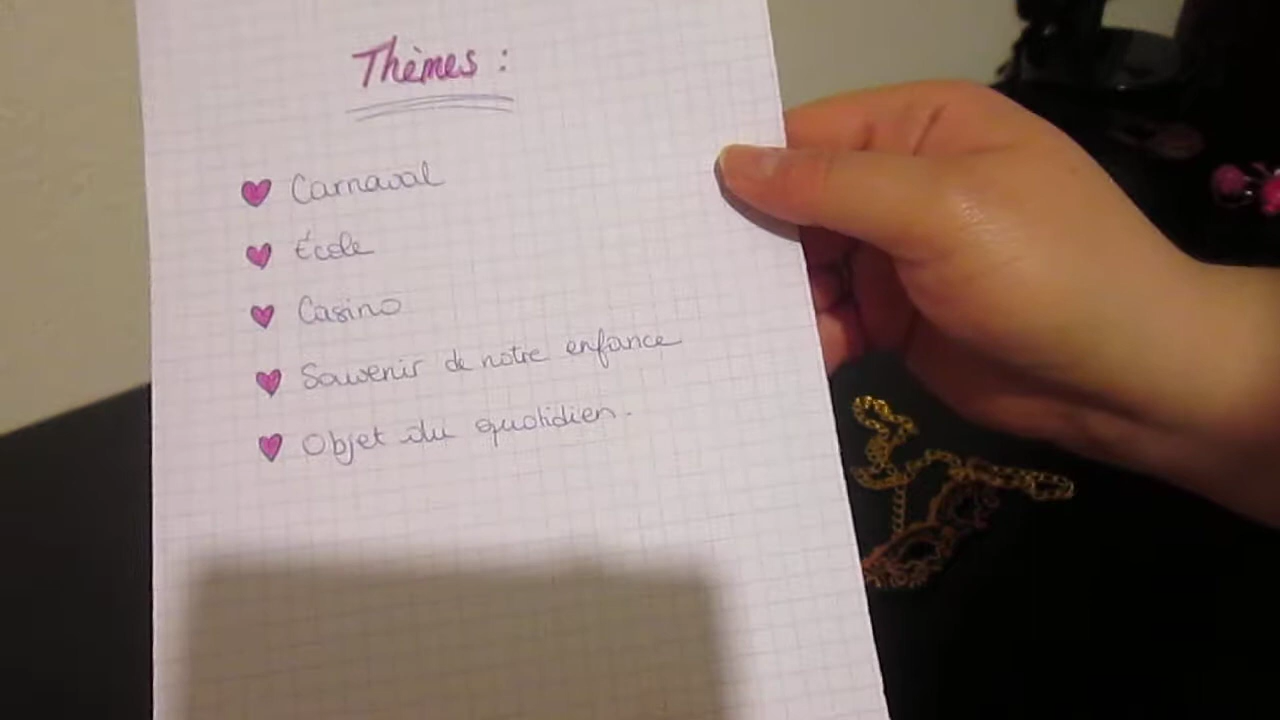 Thèmes :
Carnaval
École
Casino
Souvenir de notre enfance
Objet du quotidien.